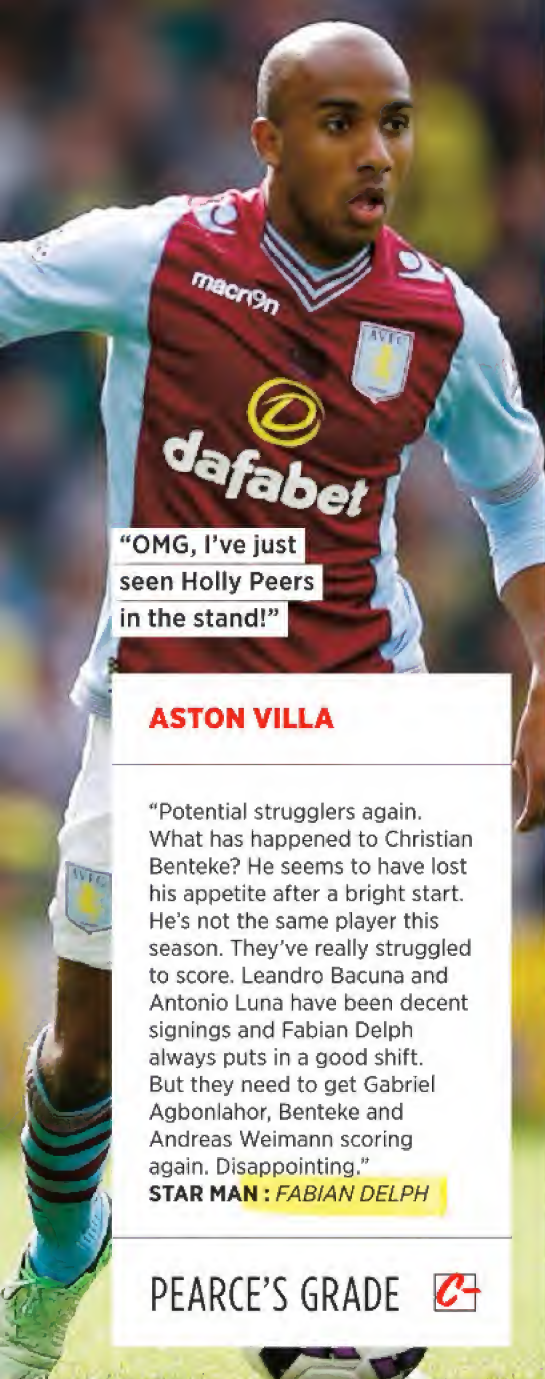 macron
AVFC
dafabet
“OMG, I’ve just
seen Holly Peers
in the stand!”
ASTON VILLA
“Potential strugglers again.
What has happened to Christian
Benteke? He seems to have lost
his appetite after a bright start.
He’s not the same player this
season. They’ve really struggled
to score. Leandro Bacuna and
Antonio Luna have been decent
signings and Fabian Delph
always puts in a good shift.
But they need to get Gabriel
Agbonlahor, Benteke and
Andreas Weimann scoring
again. Disappointing.”
STAR MAN : FABIAN DELPH
AVFC
PEARCE’S GRADE C-